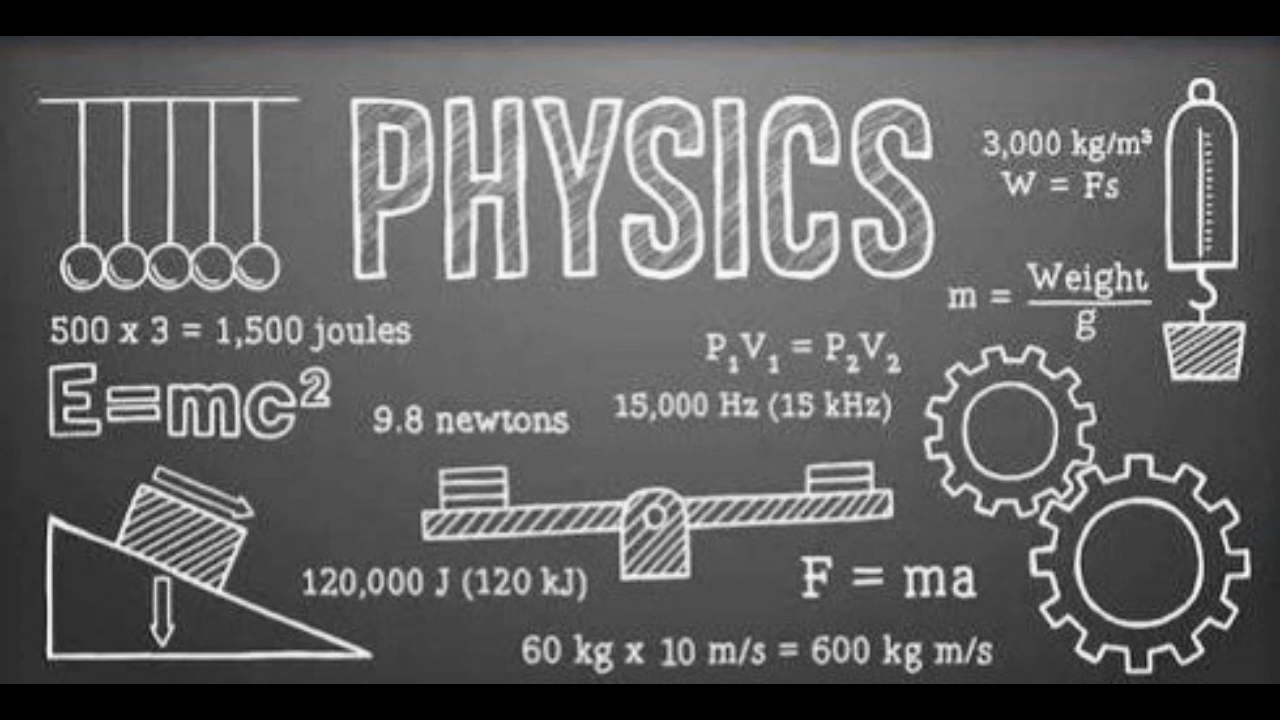 PHYSICS
3,000 kg/m³
W = Fs
m = Weight
g
500 x 3 = 1,500 joules
P₁V₁ = P₂V₂
E=mc²
9.8 newtons
15,000 Hz (15 kHz)
120,000 J (120 kJ)
F = ma
60 kg x 10 m/s = 600 kg m/s